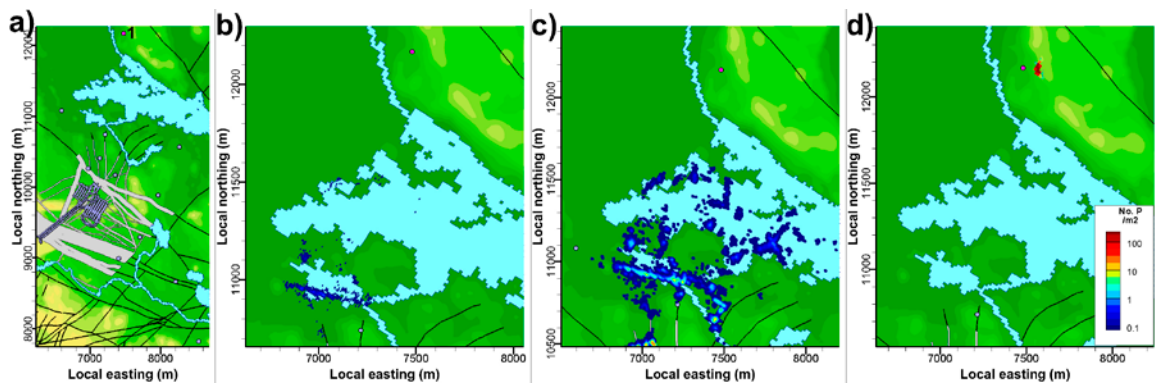 a)
1
12000
11000
10000
9000
8000
Local northing (m)
7000 8000
Local easting (m)
b)
12000
11500
11000
Local northing (m)
7000 7500 8000
Local easting (m)
c)
12000
11500
11000
10500
Local northing (m)
7000 7500 8000
Local easting (m)
d)
12000
11500
11000
Local northing (m)
7000 7500 8000
Local easting (m)
No. P
/m2
100
10
1
0.1